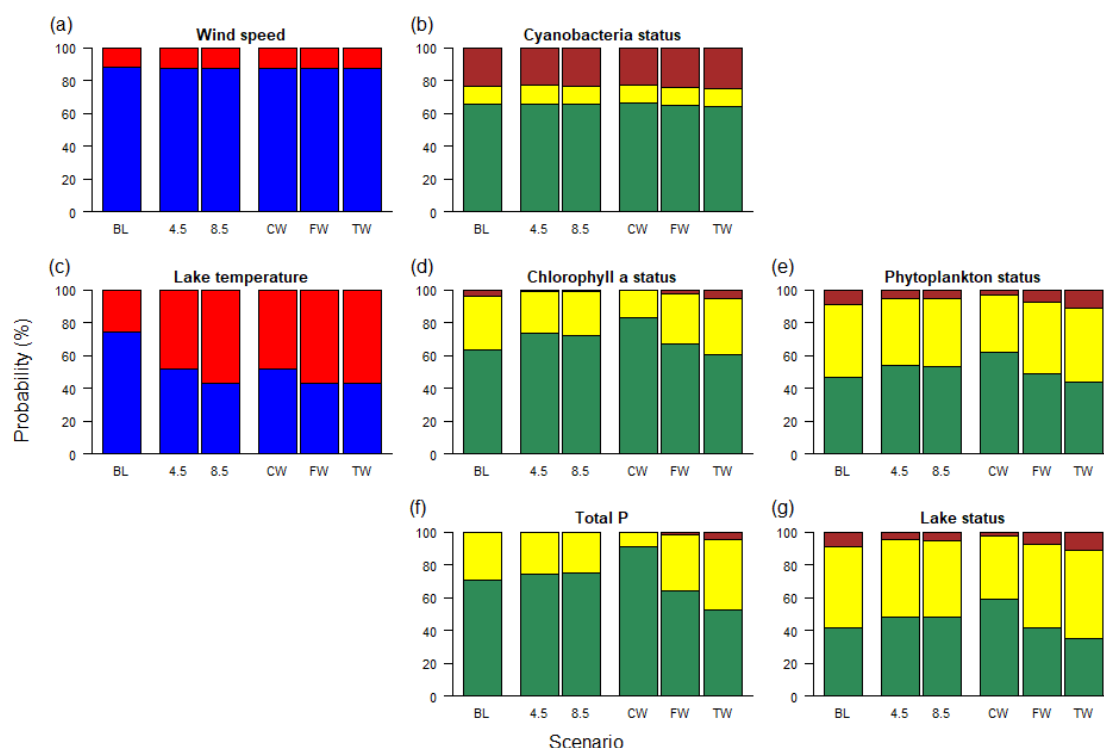 (a)
Wind speed
100
80
60
40
20
0
BL 4.5 8.5 CW FW TW
(b)
Cyanobacteria status
100
80
60
40
20
0
BL 4.5 8.5 CW FW TW
(c)
Lake temperature
100
80
60
40
20
0
BL 4.5 8.5 CW FW TW
(d)
Chlorophyll a status
100
80
60
40
20
0
BL 4.5 8.5 CW FW TW
(e)
Phytoplankton status
100
80
60
40
20
0
BL 4.5 8.5 CW FW TW
Probability (%)
(f)
Total P
100
80
60
40
20
0
BL 4.5 8.5 CW FW TW
(g)
Lake status
100
80
60
40
20
0
BL 4.5 8.5 CW FW TW
Scenario